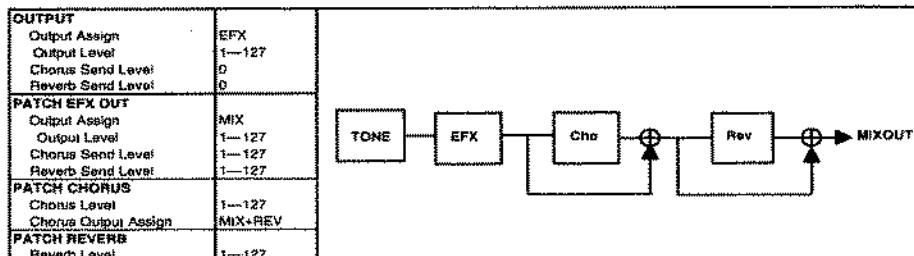 OUTPUT
Output Assign EFX
Output Level 1—127
Chorus Send Level 0
Reverb Send Level 0
PATCH EFX OUT
Output Assign MIX
Output Level 1—127
Chorus Send Level 1—127
Reverb Send Level 1—127
PATCH CHORUS
Chorus Level 1—127
Chorus Output Assign MIX+REV
PATCH REVERB
Reverb Level 1—127
TONE EFX Cho Rev MIXOUT